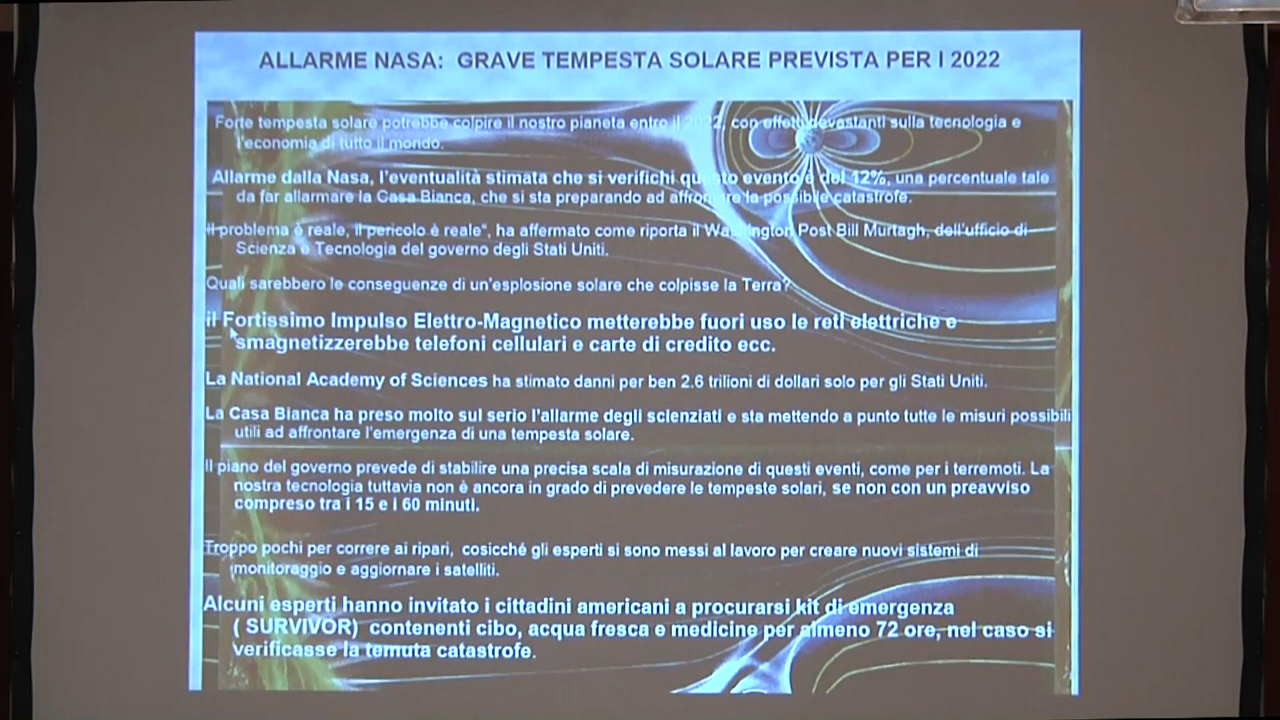 ALLARME NASA: GRAVE TEMPESTA SOLARE PREVISTA PER I 2022
Forte tempesta solare potrebbe colpire il nostro pianeta entro il 2022, con effetti devastanti sulla tecnologia e
l'economia di tutto il mondo.
Allarme dalla Nasa, l'eventualità stimata che si verifichi questo evento è del 12%, una percentuale tale
da far allarmare la Casa Bianca, che si sta preparando ad affrontare la possibile catastrofe.
"Il problema è reale, il pericolo è reale", ha affermato come riporta il Washington Post Bill Murtagh, dell'ufficio di
Scienza e Tecnologia del governo degli Stati Uniti.
Quali sarebbero le conseguenze di un'esplosione solare che colpisse la Terra?
il Fortissimo Impulso Elettro-Magnetico metterebbe fuori uso le reti elettriche e
smagnetizzerebbe telefoni cellulari e carte di credito ecc.
La National Academy of Sciences ha stimato danni per ben 2.6 trilioni di dollari solo per gli Stati Uniti.
La Casa Bianca ha preso molto sul serio l'allarme degli scienziati e sta mettendo a punto tutte le misuri possibili
utili ad affrontare l'emergenza di una tempesta solare.
Il piano del governo prevede di stabilire una precisa scala di misurazione di questi eventi, come per i terremoti. La
nostra tecnologia tuttavia non è ancora in grado di prevedere le tempeste solari, se non con un preavviso
compreso tra i 15 e i 60 minuti.
Troppo pochi per correre ai ripari, cosicché gli esperti si sono messi al lavoro per creare nuovi sistemi di
monitoraggio e aggiornare i satelliti.
Alcuni esperti hanno invitato i cittadini americani a procurarsi kit di emergenza
( SURVIVOR) contenenti cibo, acqua fresca e medicine per almeno 72 ore, nel caso si
verificasse la temuta catastrofe.